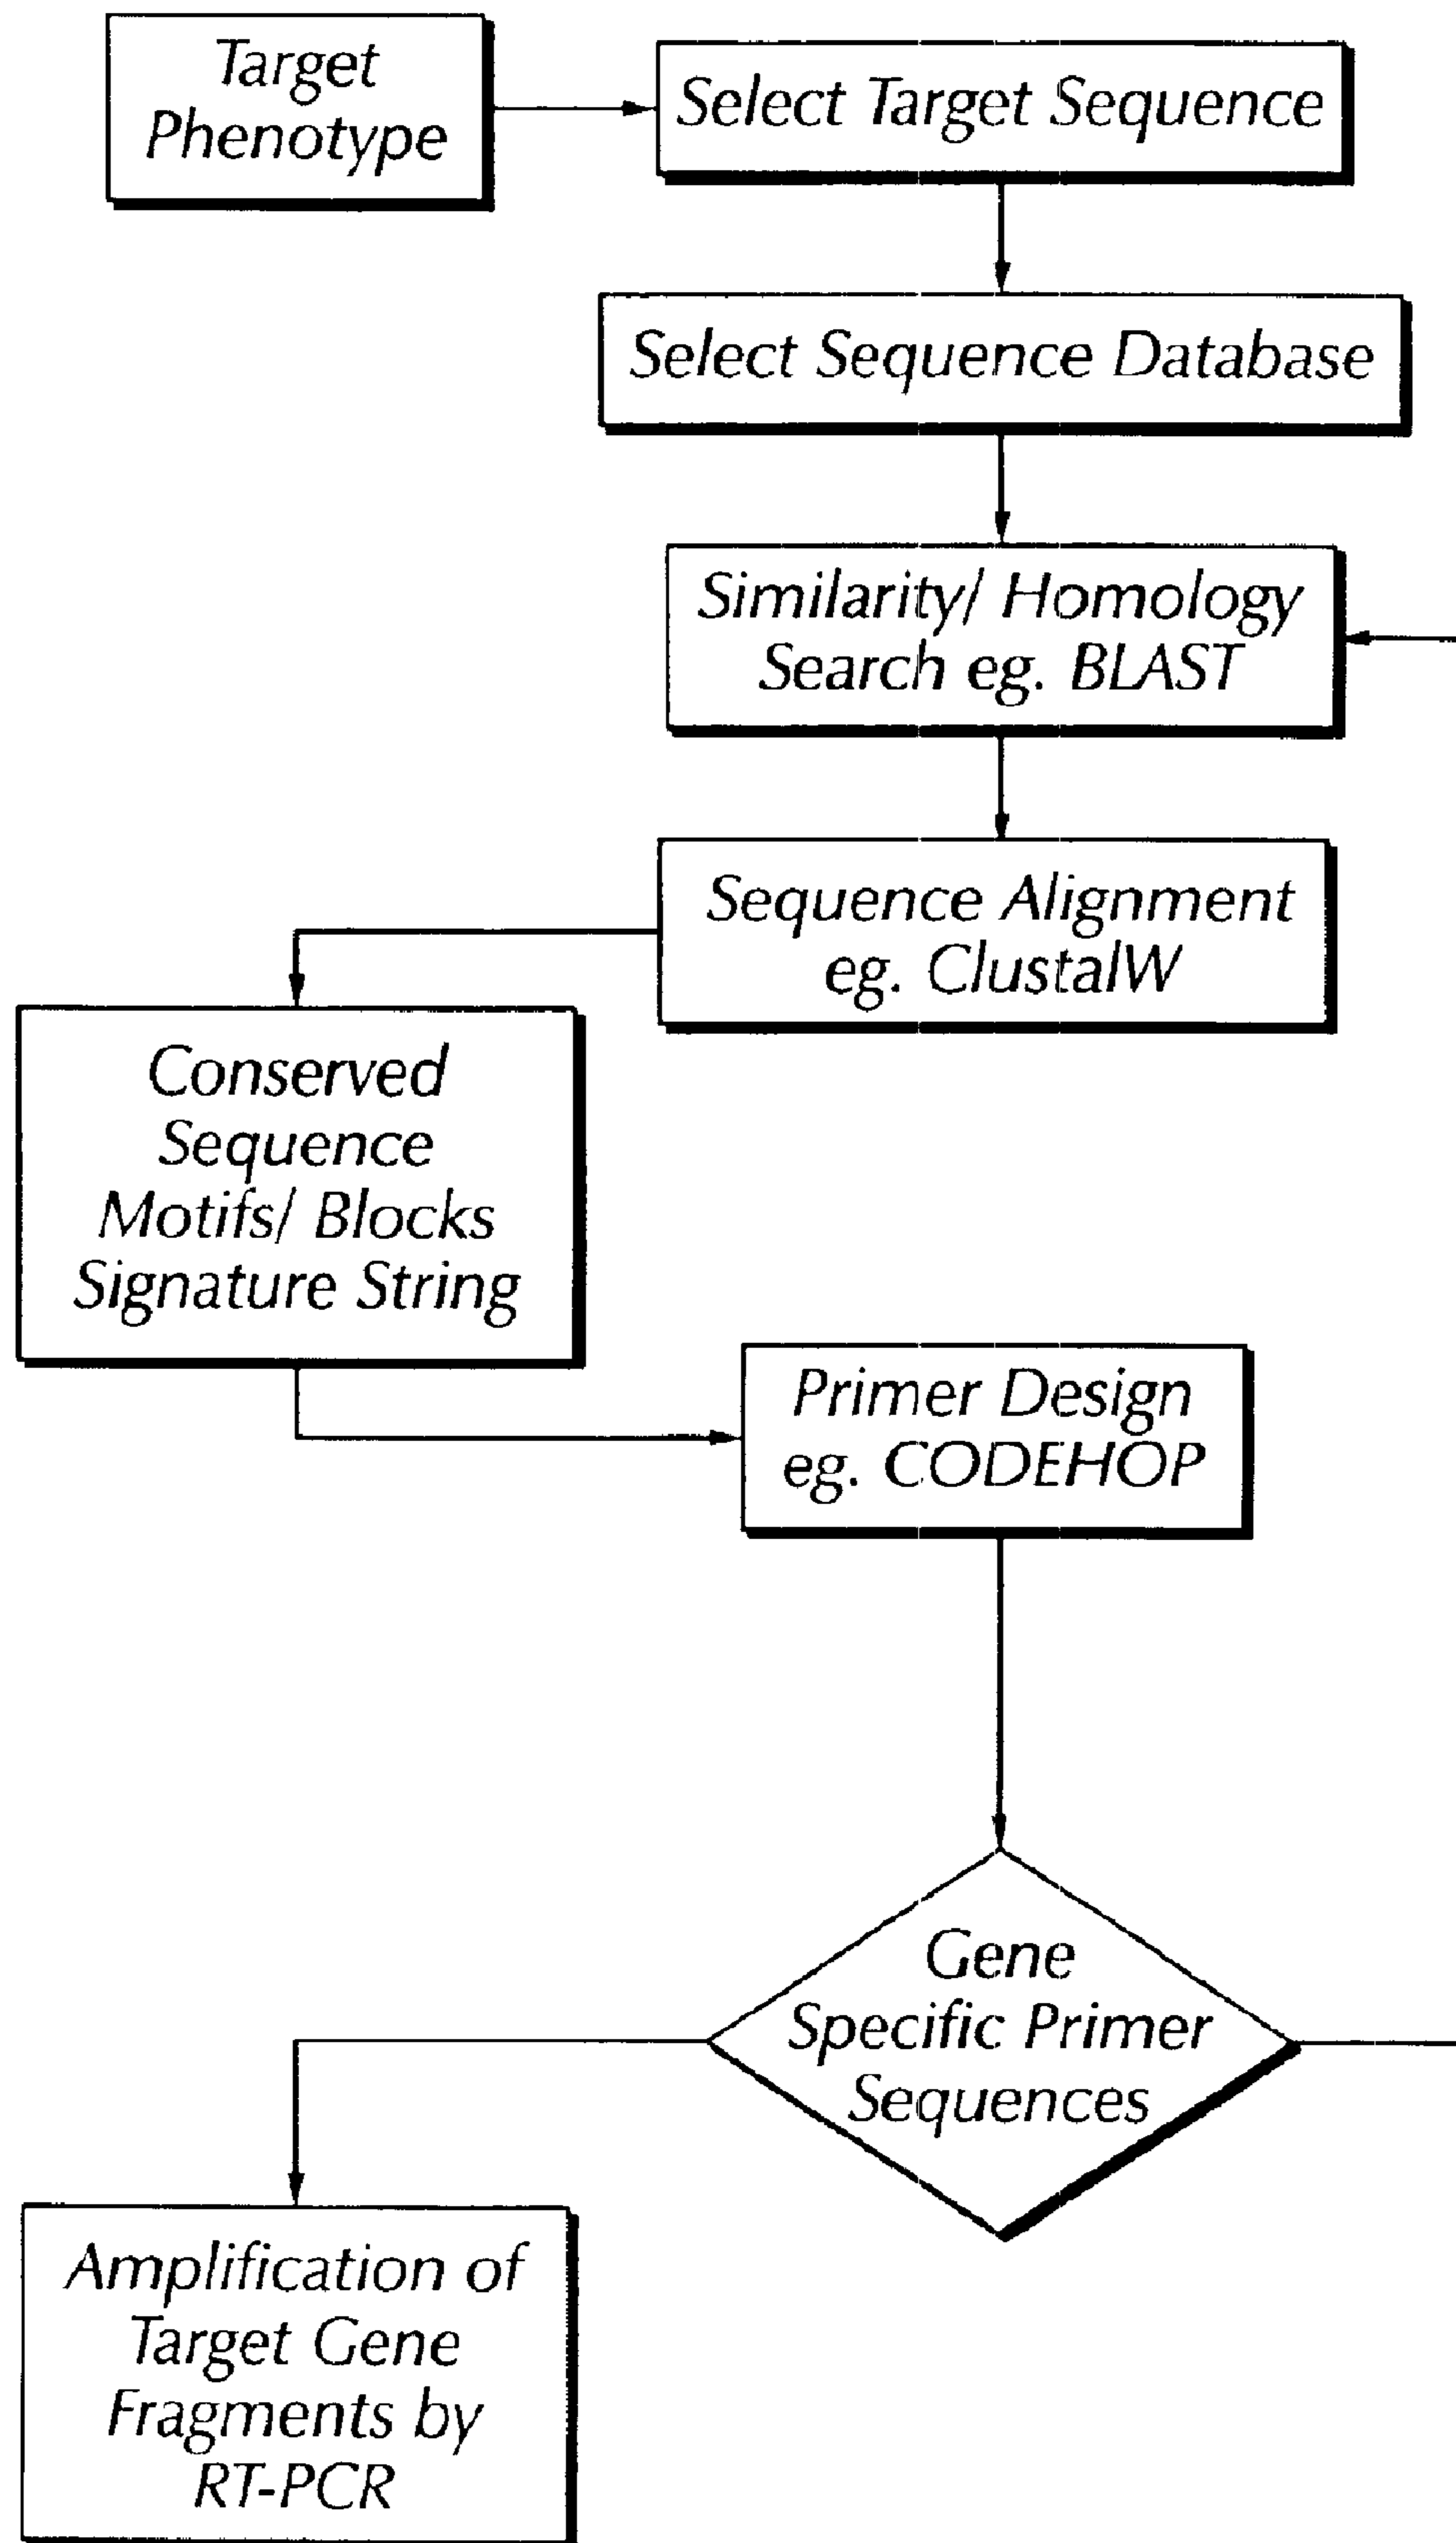 Target
Phenotype
Select Target Sequence
Select Sequence Database
Similarity/ Homology
Search eg. BLAST
Sequence Alignment
eg. ClustalW
Conserved
Sequence
Motifs/ Blocks
Signature String
Primer Design
eg. CODEHOP
Gene
Specific Primer
Sequences
Amplification of
Target Gene
Fragments by
RT-PCR